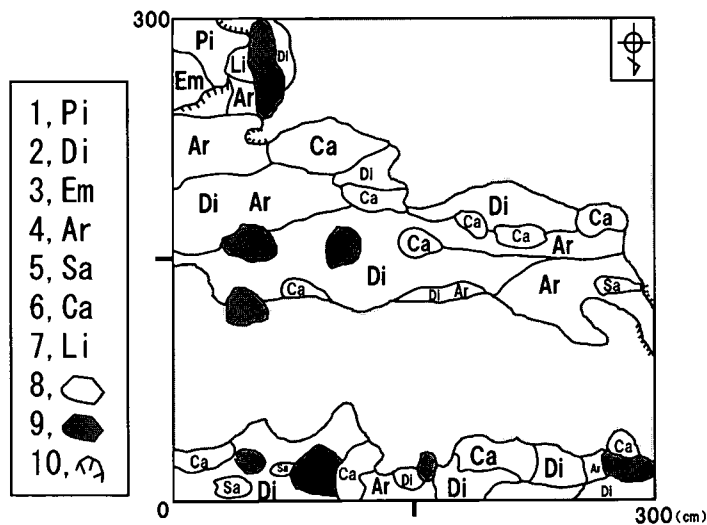 300
1, Pi
2, Di
3, Em
4, Ar
5, Sa
6, Ca
7, Li
8,
9,
10,
Pi
Di
Li
Em
Ar
Ar
Ca
Di
Ca
Di Ar
Di
Ca
Ca
Ca
Ca
Ar
Di
Ca
Di Ar
Ar
Sa
Ca
Sa
Sa
Di
Ca
Ar
Di
Di
Ca
Di
Ar
Ca
Di
0
300 (cm)